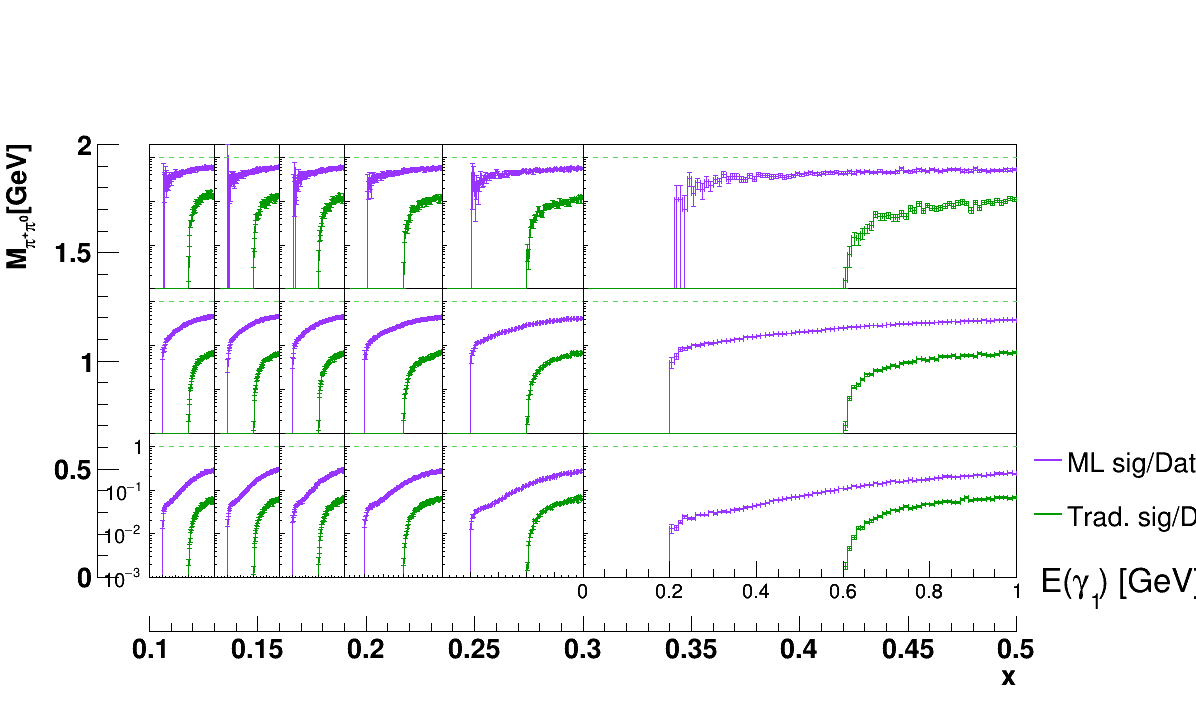 M_{π⁺π⁰} [GeV]
2
1.5
1
0.5
0
1
10⁻¹
10⁻²
10⁻³
ML sig/Dat
Trad. sig/D
0 0.2 0.4 0.6 0.8 1
E(γ₁) [GeV]
0.1 0.15 0.2 0.25 0.3 0.35 0.4 0.45 0.5
x